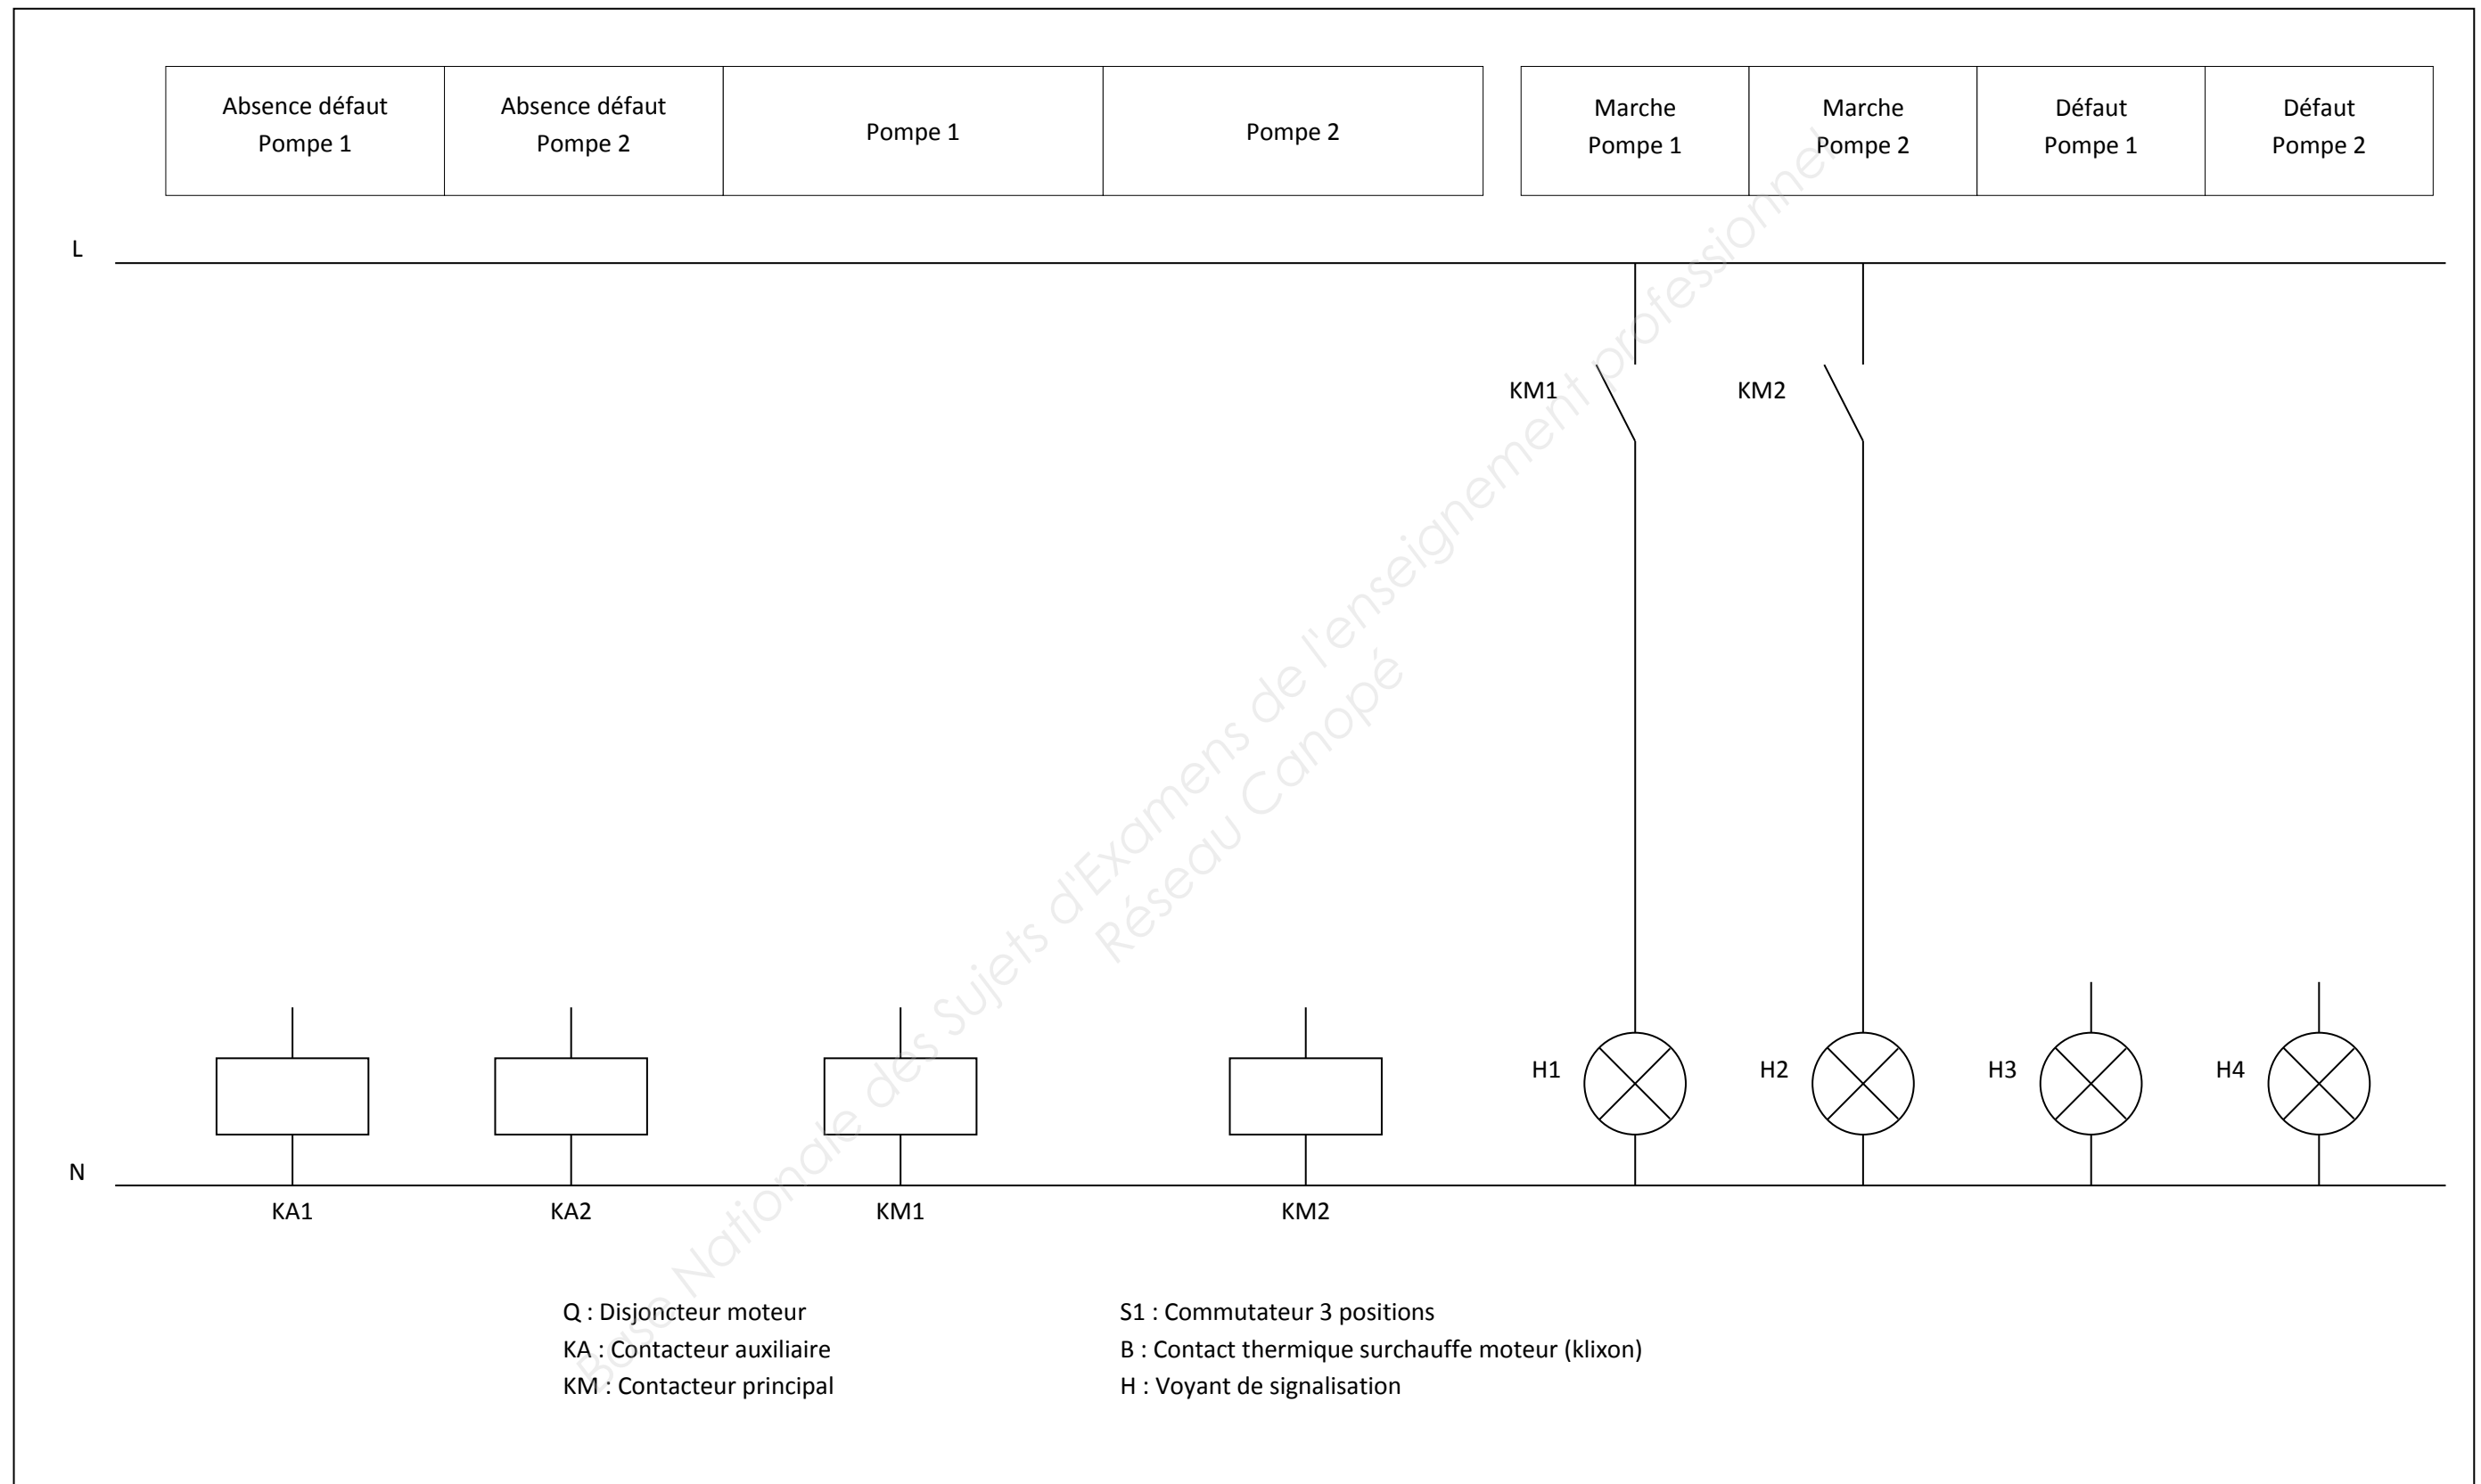 Absence défaut
Pompe 1
Absence défaut
Pompe 2
Pompe 1
Pompe 2
Marche
Pompe 1
Marche
Pompe 2
Défaut
Pompe 1
Défaut
Pompe 2
L
KM1
KM2
H1
H2
H3
H4
N
KA1
KA2
KM1
KM2
Q : Disjoncteur moteur
KA : Contacteur auxiliaire
KM : Contacteur principal
S1 : Commutateur 3 positions
B : Contact thermique surchauffe moteur (klixon)
H : Voyant de signalisation
Base Nationale des Sujets d'Examens de l'enseignement professionnel
Réseau Canopé